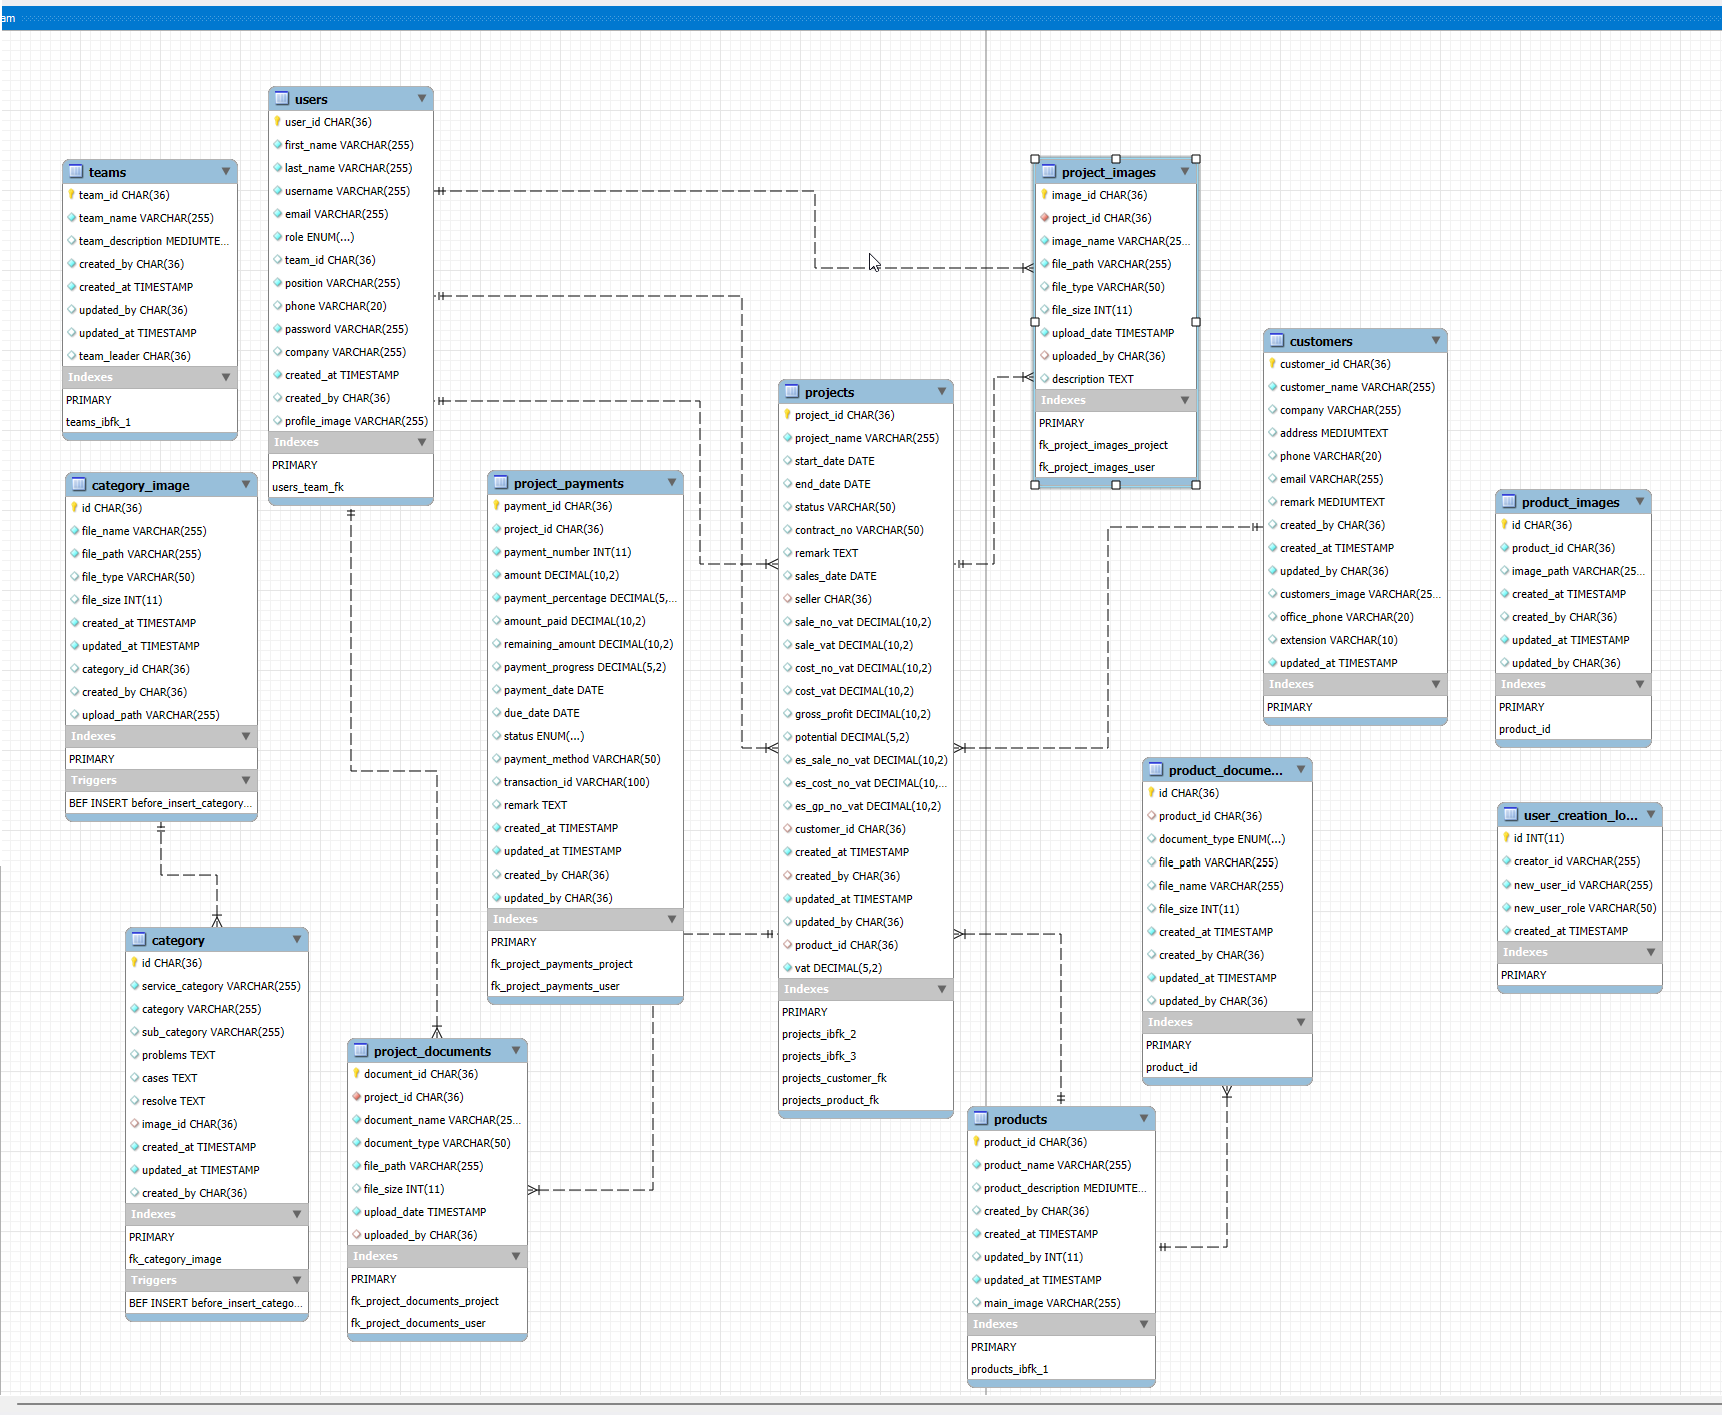 am
users
user_id CHAR(36)
first_name VARCHAR(255)
last_name VARCHAR(255)
username VARCHAR(255)
email VARCHAR(255)
role ENUM(...)
team_id CHAR(36)
position VARCHAR(255)
phone VARCHAR(20)
password VARCHAR(255)
company VARCHAR(255)
created_at TIMESTAMP
created_by CHAR(36)
profile_image VARCHAR(255)
Indexes
PRIMARY
users_team_fk
teams
team_id CHAR(36)
team_name VARCHAR(255)
team_description MEDIUMTE...
created_by CHAR(36)
created_at TIMESTAMP
updated_by CHAR(36)
updated_at TIMESTAMP
team_leader CHAR(36)
Indexes
PRIMARY
teams_ibfk_1
project_images
image_id CHAR(36)
project_id CHAR(36)
image_name VARCHAR(25...
file_path VARCHAR(255)
file_type VARCHAR(50)
file_size INT(11)
upload_date TIMESTAMP
uploaded_by CHAR(36)
description TEXT
Indexes
PRIMARY
fk_project_images_project
fk_project_images_user
customers
customer_id CHAR(36)
customer_name VARCHAR(255)
company VARCHAR(255)
address MEDIUMTEXT
phone VARCHAR(20)
email VARCHAR(255)
remark MEDIUMTEXT
created_by CHAR(36)
created_at TIMESTAMP
updated_by CHAR(36)
customers_image VARCHAR(25...
office_phone VARCHAR(20)
extension VARCHAR(10)
updated_at TIMESTAMP
Indexes
PRIMARY
projects
project_id CHAR(36)
project_name VARCHAR(255)
start_date DATE
end_date DATE
status VARCHAR(50)
contract_no VARCHAR(50)
remark TEXT
sales_date DATE
seller CHAR(36)
sale_no_vat DECIMAL(10,2)
sale_vat DECIMAL(10,2)
cost_no_vat DECIMAL(10,2)
cost_vat DECIMAL(10,2)
gross_profit DECIMAL(10,2)
potential DECIMAL(5,2)
es_sale_no_vat DECIMAL(10,2)
es_cost_no_vat DECIMAL(10,...
es_gp_no_vat DECIMAL(10,2)
customer_id CHAR(36)
created_at TIMESTAMP
created_by CHAR(36)
updated_at TIMESTAMP
updated_by CHAR(36)
product_id CHAR(36)
vat DECIMAL(5,2)
Indexes
PRIMARY
projects_ibfk_2
projects_ibfk_3
projects_customer_fk
projects_product_fk
category_image
id CHAR(36)
file_name VARCHAR(255)
file_path VARCHAR(255)
file_type VARCHAR(50)
file_size INT(11)
created_at TIMESTAMP
updated_at TIMESTAMP
category_id CHAR(36)
created_by CHAR(36)
upload_path VARCHAR(255)
Indexes
PRIMARY
Triggers
BEF INSERT before_insert_category...
project_payments
payment_id CHAR(36)
project_id CHAR(36)
payment_number INT(11)
amount DECIMAL(10,2)
payment_percentage DECIMAL(5,...
amount_paid DECIMAL(10,2)
remaining_amount DECIMAL(10,2)
payment_progress DECIMAL(5,2)
payment_date DATE
due_date DATE
status ENUM(...)
payment_method VARCHAR(50)
transaction_id VARCHAR(100)
remark TEXT
created_at TIMESTAMP
updated_at TIMESTAMP
created_by CHAR(36)
updated_by CHAR(36)
Indexes
PRIMARY
fk_project_payments_project
fk_project_payments_user
product_images
id CHAR(36)
product_id CHAR(36)
image_path VARCHAR(25...
created_at TIMESTAMP
created_by CHAR(36)
updated_at TIMESTAMP
updated_by CHAR(36)
Indexes
PRIMARY
product_id
product_docume...
id CHAR(36)
product_id CHAR(36)
document_type ENUM(...)
file_path VARCHAR(255)
file_name VARCHAR(255)
file_size INT(11)
created_at TIMESTAMP
created_by CHAR(36)
updated_at TIMESTAMP
updated_by CHAR(36)
Indexes
PRIMARY
product_id
user_creation_lo...
id INT(11)
creator_id VARCHAR(255)
new_user_id VARCHAR(255)
new_user_role VARCHAR(50)
created_at TIMESTAMP
Indexes
PRIMARY
category
id CHAR(36)
service_category VARCHAR(255)
category VARCHAR(255)
sub_category VARCHAR(255)
problems TEXT
cases TEXT
resolve TEXT
image_id CHAR(36)
created_at TIMESTAMP
updated_at TIMESTAMP
created_by CHAR(36)
Indexes
PRIMARY
fk_category_image
Triggers
BEF INSERT before_insert_catego...
project_documents
document_id CHAR(36)
project_id CHAR(36)
document_name VARCHAR(25...
document_type VARCHAR(50)
file_path VARCHAR(255)
file_size INT(11)
upload_date TIMESTAMP
uploaded_by CHAR(36)
Indexes
PRIMARY
fk_project_documents_project
fk_project_documents_user
products
product_id CHAR(36)
product_name VARCHAR(255)
product_description MEDIUMTE...
created_by CHAR(36)
created_at TIMESTAMP
updated_by INT(11)
updated_at TIMESTAMP
main_image VARCHAR(255)
Indexes
PRIMARY
products_ibfk_1